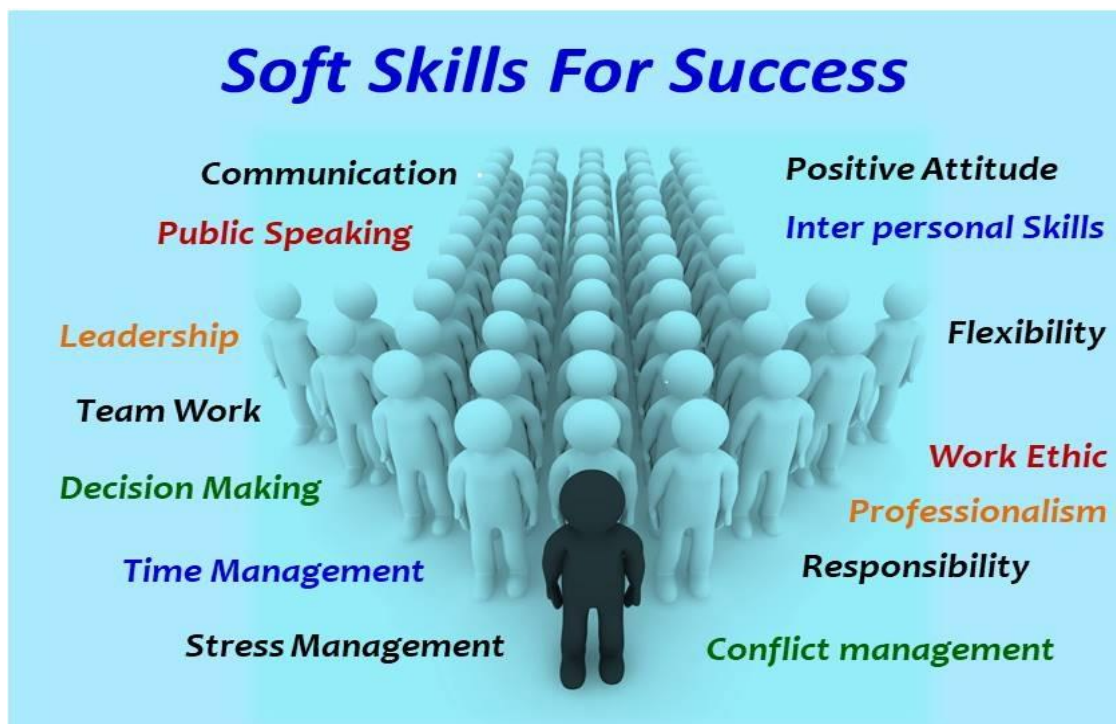 Soft Skills For Success
Communication
Public Speaking
Leadership
Team Work
Decision Making
Time Management
Stress Management
Positive Attitude
Inter personal Skills
Flexibility
Work Ethic
Professionalism
Responsibility
Conflict management